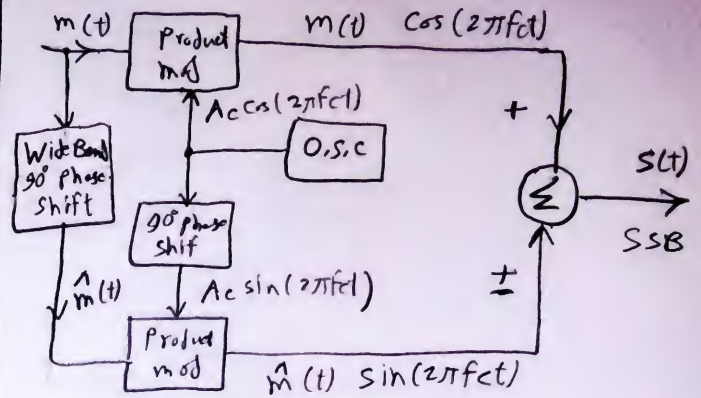 m(t)
Product
mod
m(t) Cos(2πfct)
Ac cos(2πfct)
+
Wide Band
90° phase
shift
O.S.C
S(t)
Σ
SSB
90° phase
shif
m̂(t)
Ac sin(2πfct)
±
Product
mod
m̂(t) Sin(2πfct)